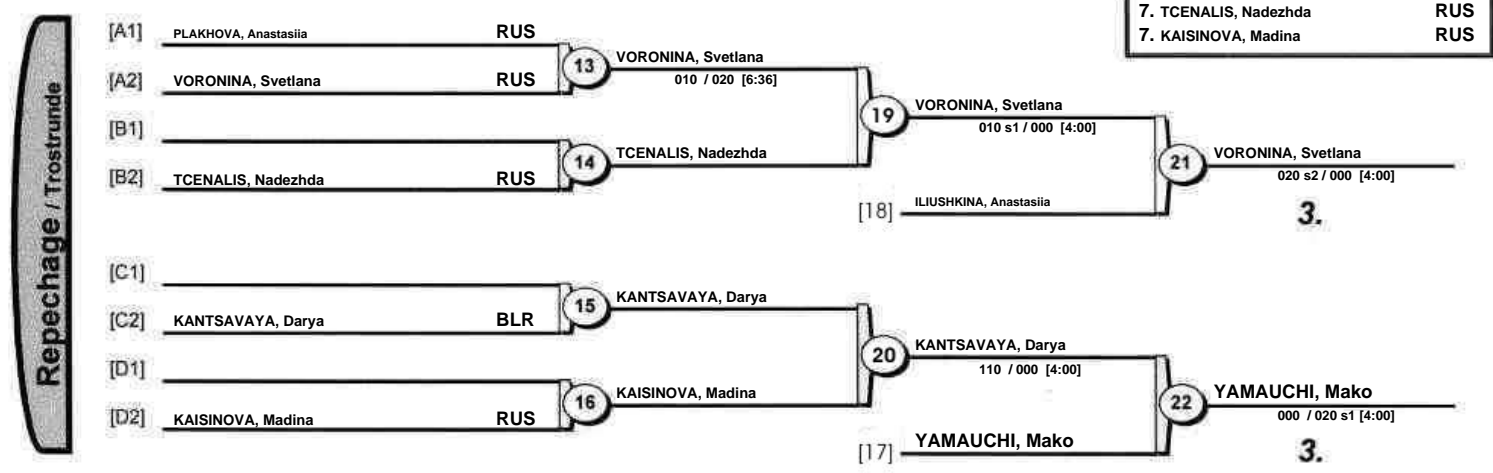 7. TCENALIS, Nadezhda RUS
7. KAISINOVA, Madina RUS
Repechage / Trostrunde
[A1] PLAKHOVA, Anastasiia RUS
13 VORONINA, Svetlana
010 / 020 [6:36]
[A2] VORONINA, Svetlana RUS
19 VORONINA, Svetlana
010 s1 / 000 [4:00]
[B1]
14 TCENALIS, Nadezhda
[B2] TCENALIS, Nadezhda RUS
21 VORONINA, Svetlana
020 s2 / 000 [4:00]
[18] ILIUSHKINA, Anastasiia
3.
[C1]
15 KANTSAVAYA, Darya
[C2] KANTSAVAYA, Darya BLR
20 KANTSAVAYA, Darya
110 / 000 [4:00]
[D1]
16 KAISINOVA, Madina
[D2] KAISINOVA, Madina RUS
22 YAMAUCHI, Mako
000 / 020 s1 [4:00]
[17] YAMAUCHI, Mako
3.